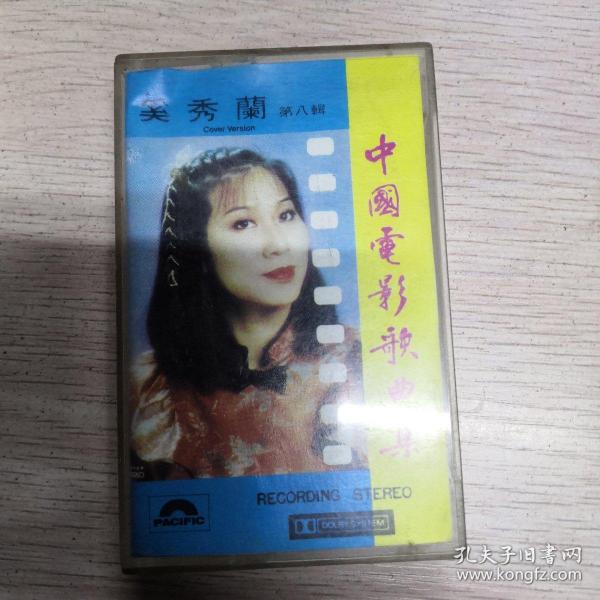 奚秀蘭 第八輯
Cover Version
中國電影歌曲集
RECORDING STEREO
PACIFIC
DOLBY SYSTEM
孔夫子旧书网
www.kongfz.com